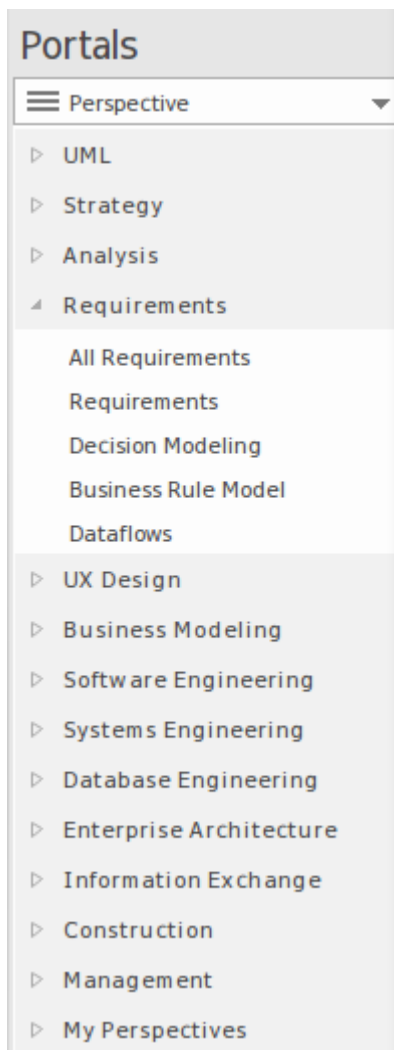 Portals
Perspective
UML
Strategy
Analysis
Requirements
All Requirements
Requirements
Decision Modeling
Business Rule Model
Dataflows
UX Design
Business Modeling
Software Engineering
Systems Engineering
Database Engineering
Enterprise Architecture
Information Exchange
Construction
Management
My Perspectives